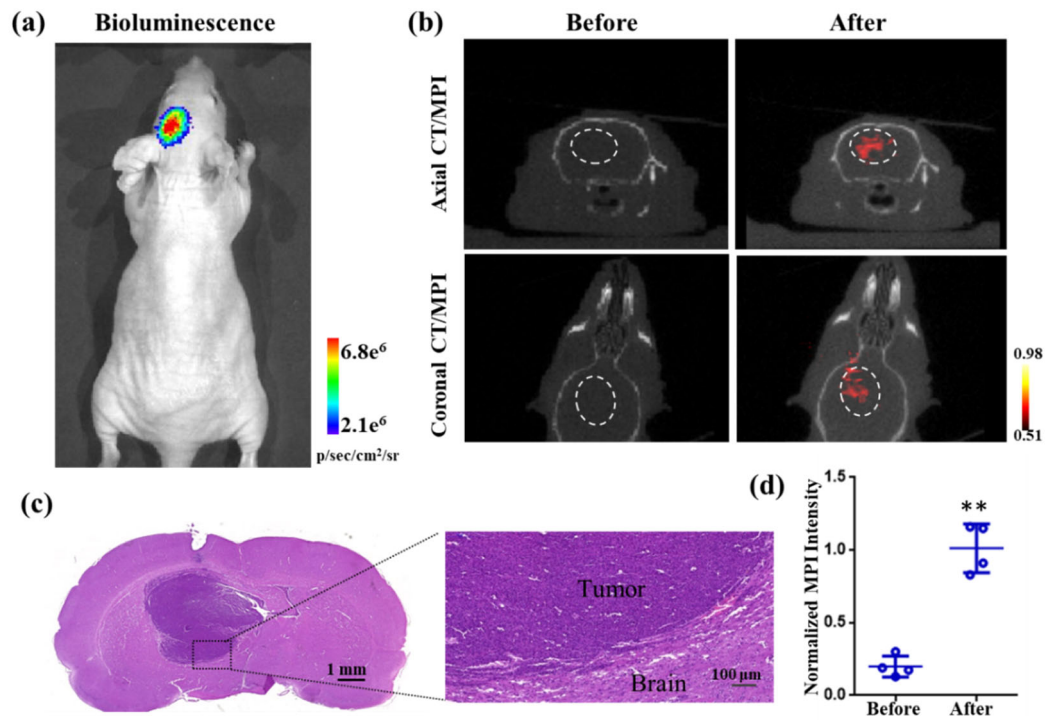 (a)
Bioluminescence
6.8e⁶
2.1e⁶
p/sec/cm²/sr
(b)
Before
After
Axial CT/MPI
Coronal CT/MPI
0.98
0.51
(c)
1 mm
Tumor
Brain
100 µm
(d)
Normalized MPI Intensity
1.5
1.0
0.5
0.0
**
Before
After